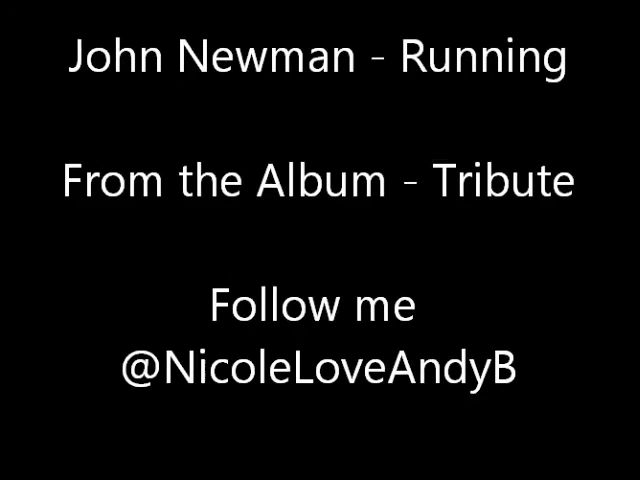 John Newman - Running
From the Album - Tribute
Follow me
@NicoleLoveAndyB